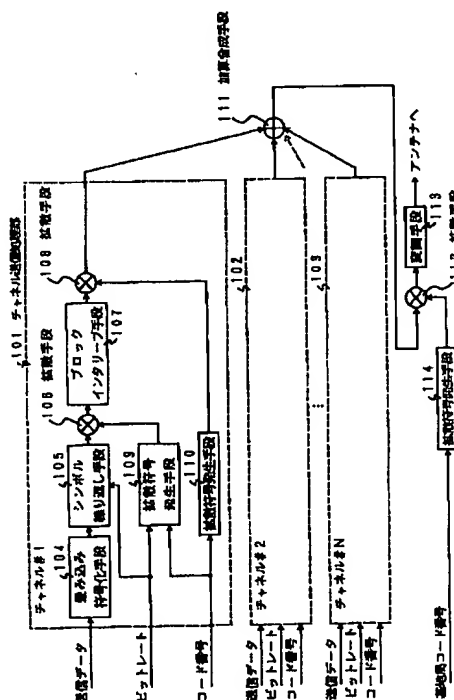 101 チャネル送信処理部
チャネル#1
104
畳み込み
符号化手段
105
シンボル
繰り返し手段
106 拡散手段
ブロック
インタリーブ手段
107
108 拡散手段
109
拡散符号
発生手段
110
拡散符号発生手段
送信データ
ビットレート
コード番号
111 加算合成手段
102
チャネル#2
送信データ
ビットレート
コード番号
103
チャネル#N
送信データ
ビットレート
コード番号
変調手段
113
アンテナへ
112 拡散手段
114
拡散符号発生手段
基地局コード番号